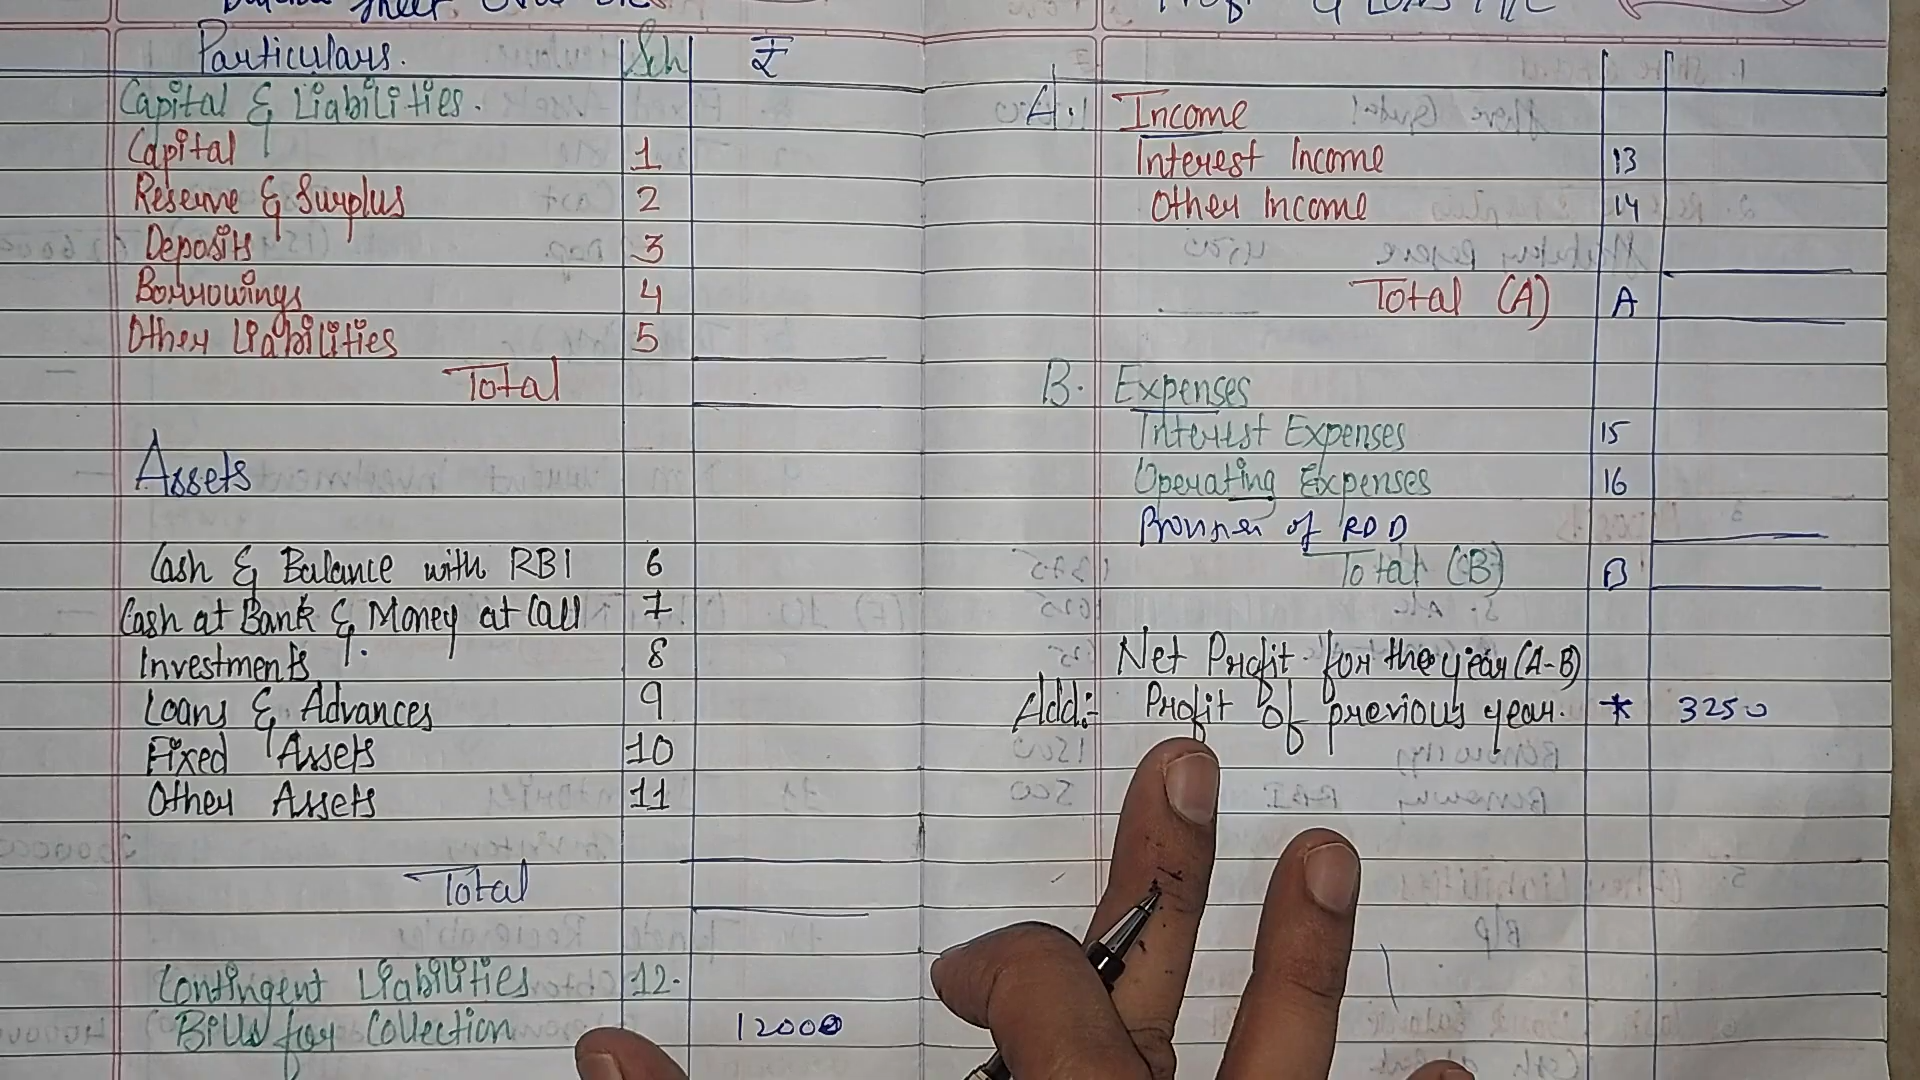 Particulars. Sch ₹
Capital & Liabilities.
Capital 1
Reserve & Surplus 2
Deposits 3
Borrowings 4
Other Liabilities 5
Total
Assets
Cash & Balance with RBI 6
Cash at Bank & Money at Call 7
Investments 8
Loans & Advances 9
Fixed Assets 10
Other Assets 11
Total
Contingent Liabilities 12.
Bills for Collection 12000
A. Income
Interest Income 13
Other Income 14
Total (A) A
B. Expenses
Interest Expenses 15
Operating Expenses 16
of RDD
Total (B) B
Net Profit for the year (A-B)
Add:- Profit of previous year. * 3250